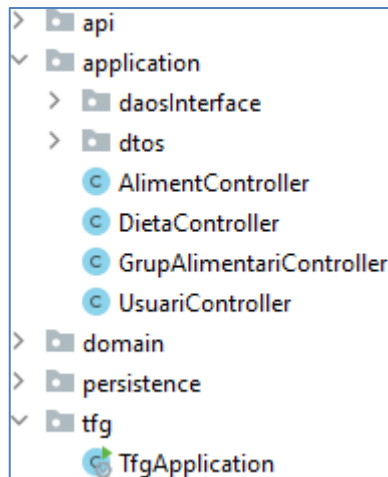 api
application
daosInterface
dtos
AlimentController
DietaController
GrupAlimentariController
UsuariController
domain
persistence
tfg
TfgApplication